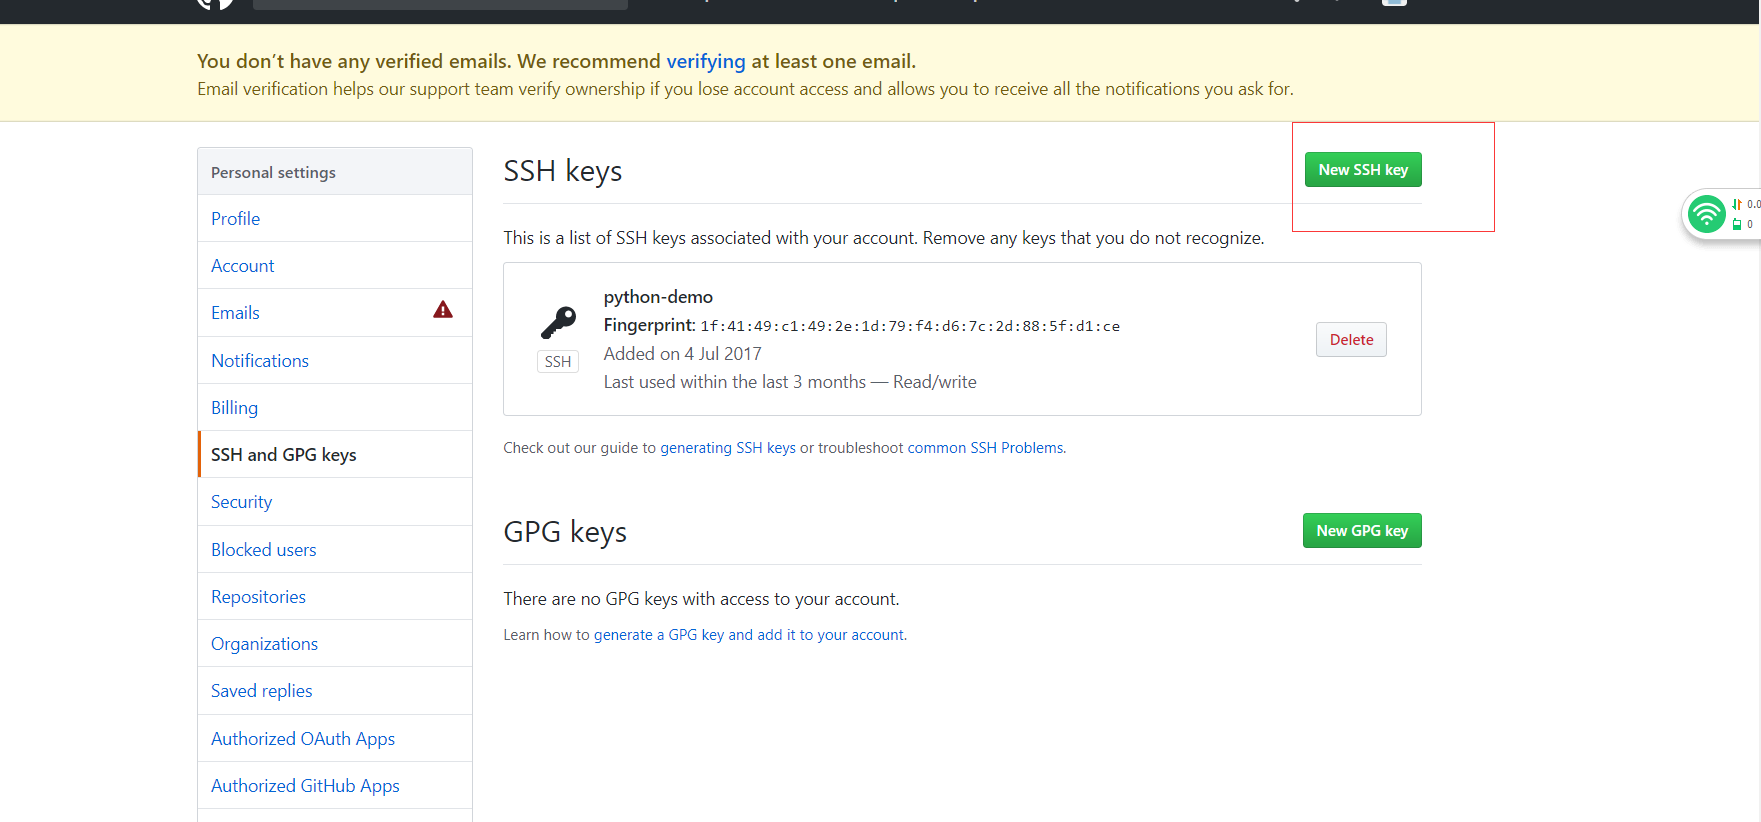 You don't have any verified emails. We recommend verifying at least one email.
Email verification helps our support team verify ownership if you lose account access and allows you to receive all the notifications you ask for.
Personal settings
Profile
Account
Emails
Notifications
Billing
SSH and GPG keys
Security
Blocked users
Repositories
Organizations
Saved replies
Authorized OAuth Apps
Authorized GitHub Apps
SSH keys
New SSH key
This is a list of SSH keys associated with your account. Remove any keys that you do not recognize.
python-demo
Fingerprint: 1f:41:49:c1:49:2e:1d:79:f4:d6:7c:2d:88:5f:d1:ce
SSH
Added on 4 Jul 2017
Last used within the last 3 months — Read/write
Delete
Check out our guide to generating SSH keys or troubleshoot common SSH Problems.
GPG keys
New GPG key
There are no GPG keys with access to your account.
Learn how to generate a GPG key and add it to your account.
0.0
0